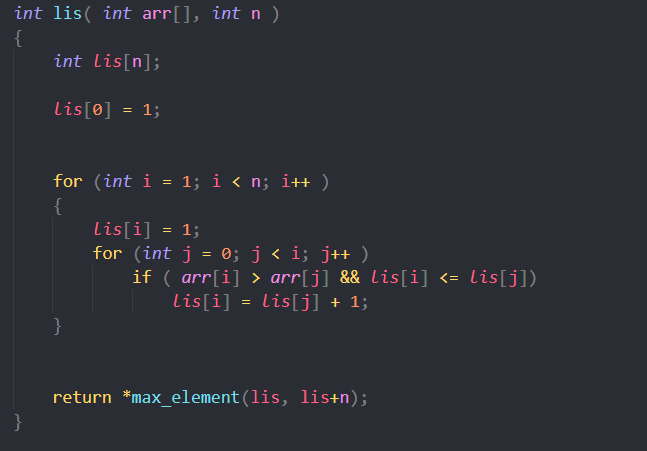 int lis( int arr[], int n )
{
    int lis[n];
    lis[0] = 1;
    for (int i = 1; i < n; i++ )
    {
        lis[i] = 1;
        for (int j = 0; j < i; j++ )
            if ( arr[i] > arr[j] && lis[i] <= lis[j])
                lis[i] = lis[j] + 1;
    }
    return *max_element(lis, lis+n);
}